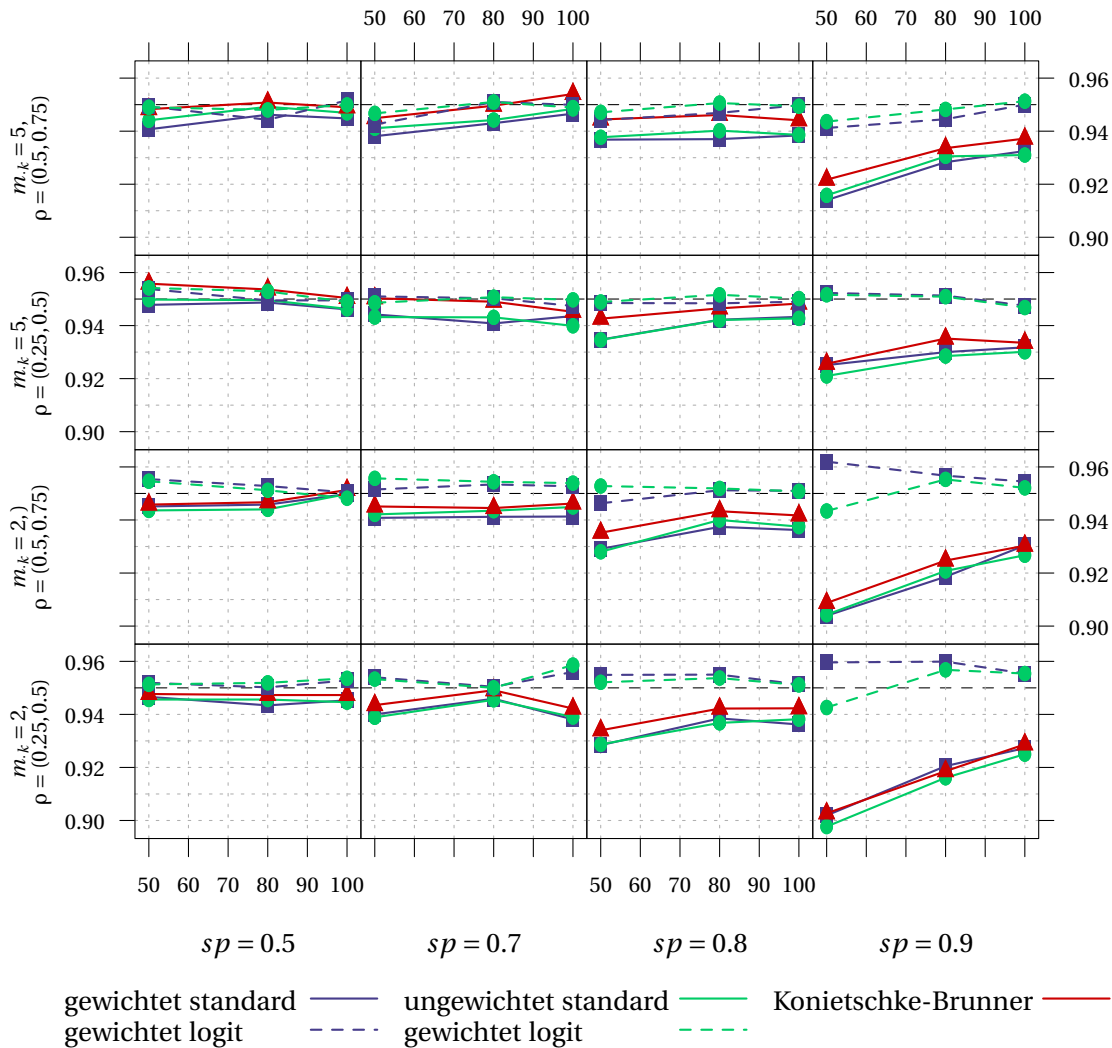 50 60 70 80 90 100 50 60 70 80 90 100
m.k = 5,
ρ = (0.5, 0.75)
0.96
0.94
0.92
0.90
m.k = 5,
ρ = (0.25, 0.5)
0.96
0.94
0.92
0.90
m.k = 2,
ρ = (0.5, 0.75)
0.96
0.94
0.92
0.90
m.k = 2,
ρ = (0.25, 0.5)
0.96
0.94
0.92
0.90
50 60 70 80 90 100 50 60 70 80 90 100
sp = 0.5 sp = 0.7 sp = 0.8 sp = 0.9
gewichtet standard ungewichtet standard Konietschke-Brunner
gewichtet logit gewichtet logit